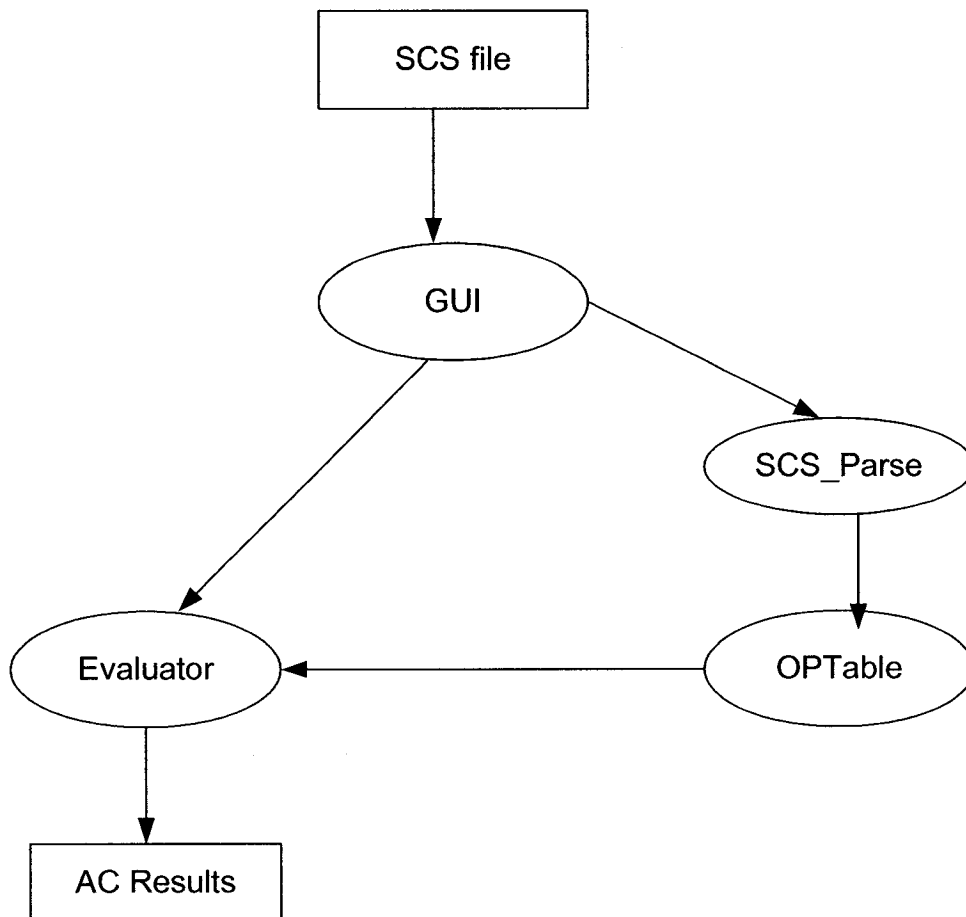 SCS file
GUI
SCS_Parse
Evaluator
OPTable
AC Results